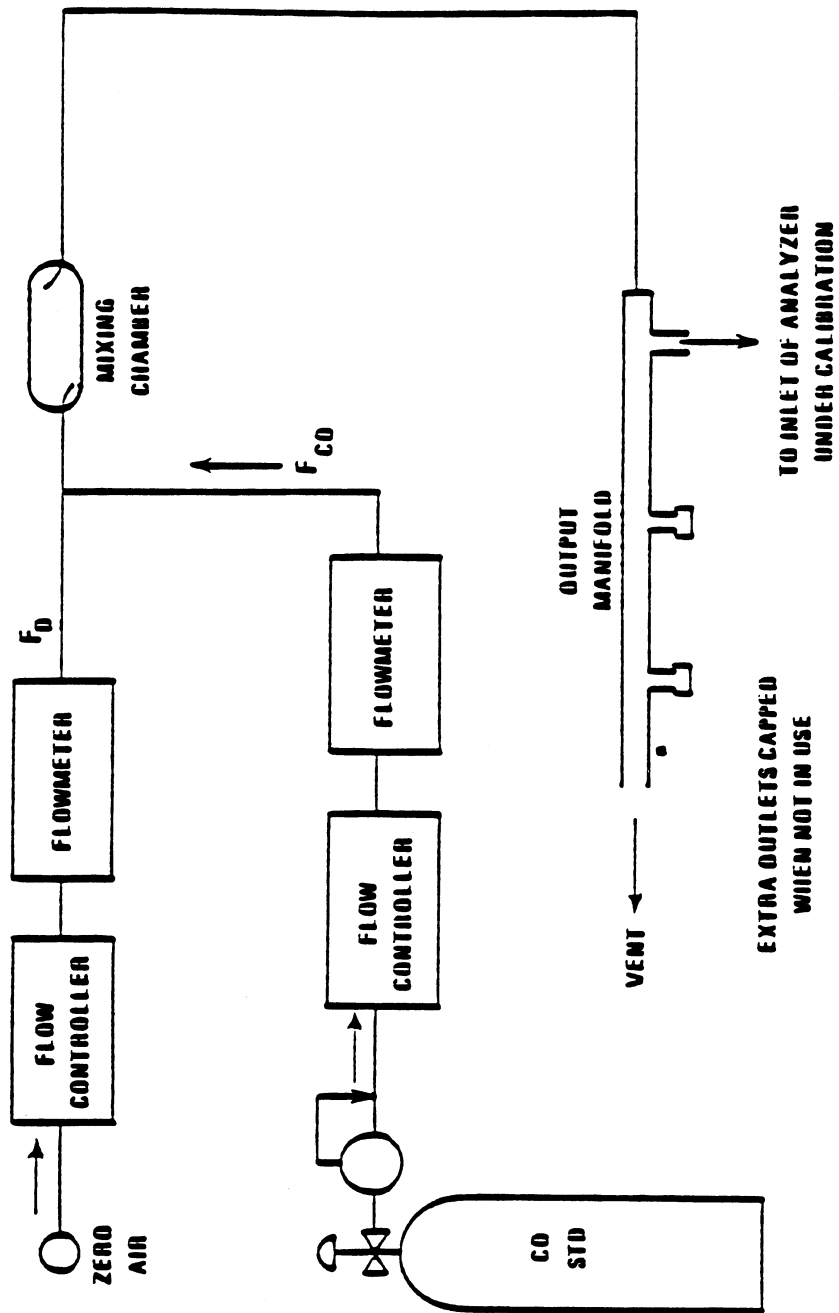 ZERO
AIR
FLOW
CONTROLLER
FLOWMETER
F_D
MIXING
CHAMBER
CO
STD
FLOW
CONTROLLER
FLOWMETER
F_CO
OUTPUT
MANIFOLD
VENT
EXTRA OUTLETS CAPPED
WHEN NOT IN USE
TO INLET OF ANALYZER
UNDER CALIBRATION